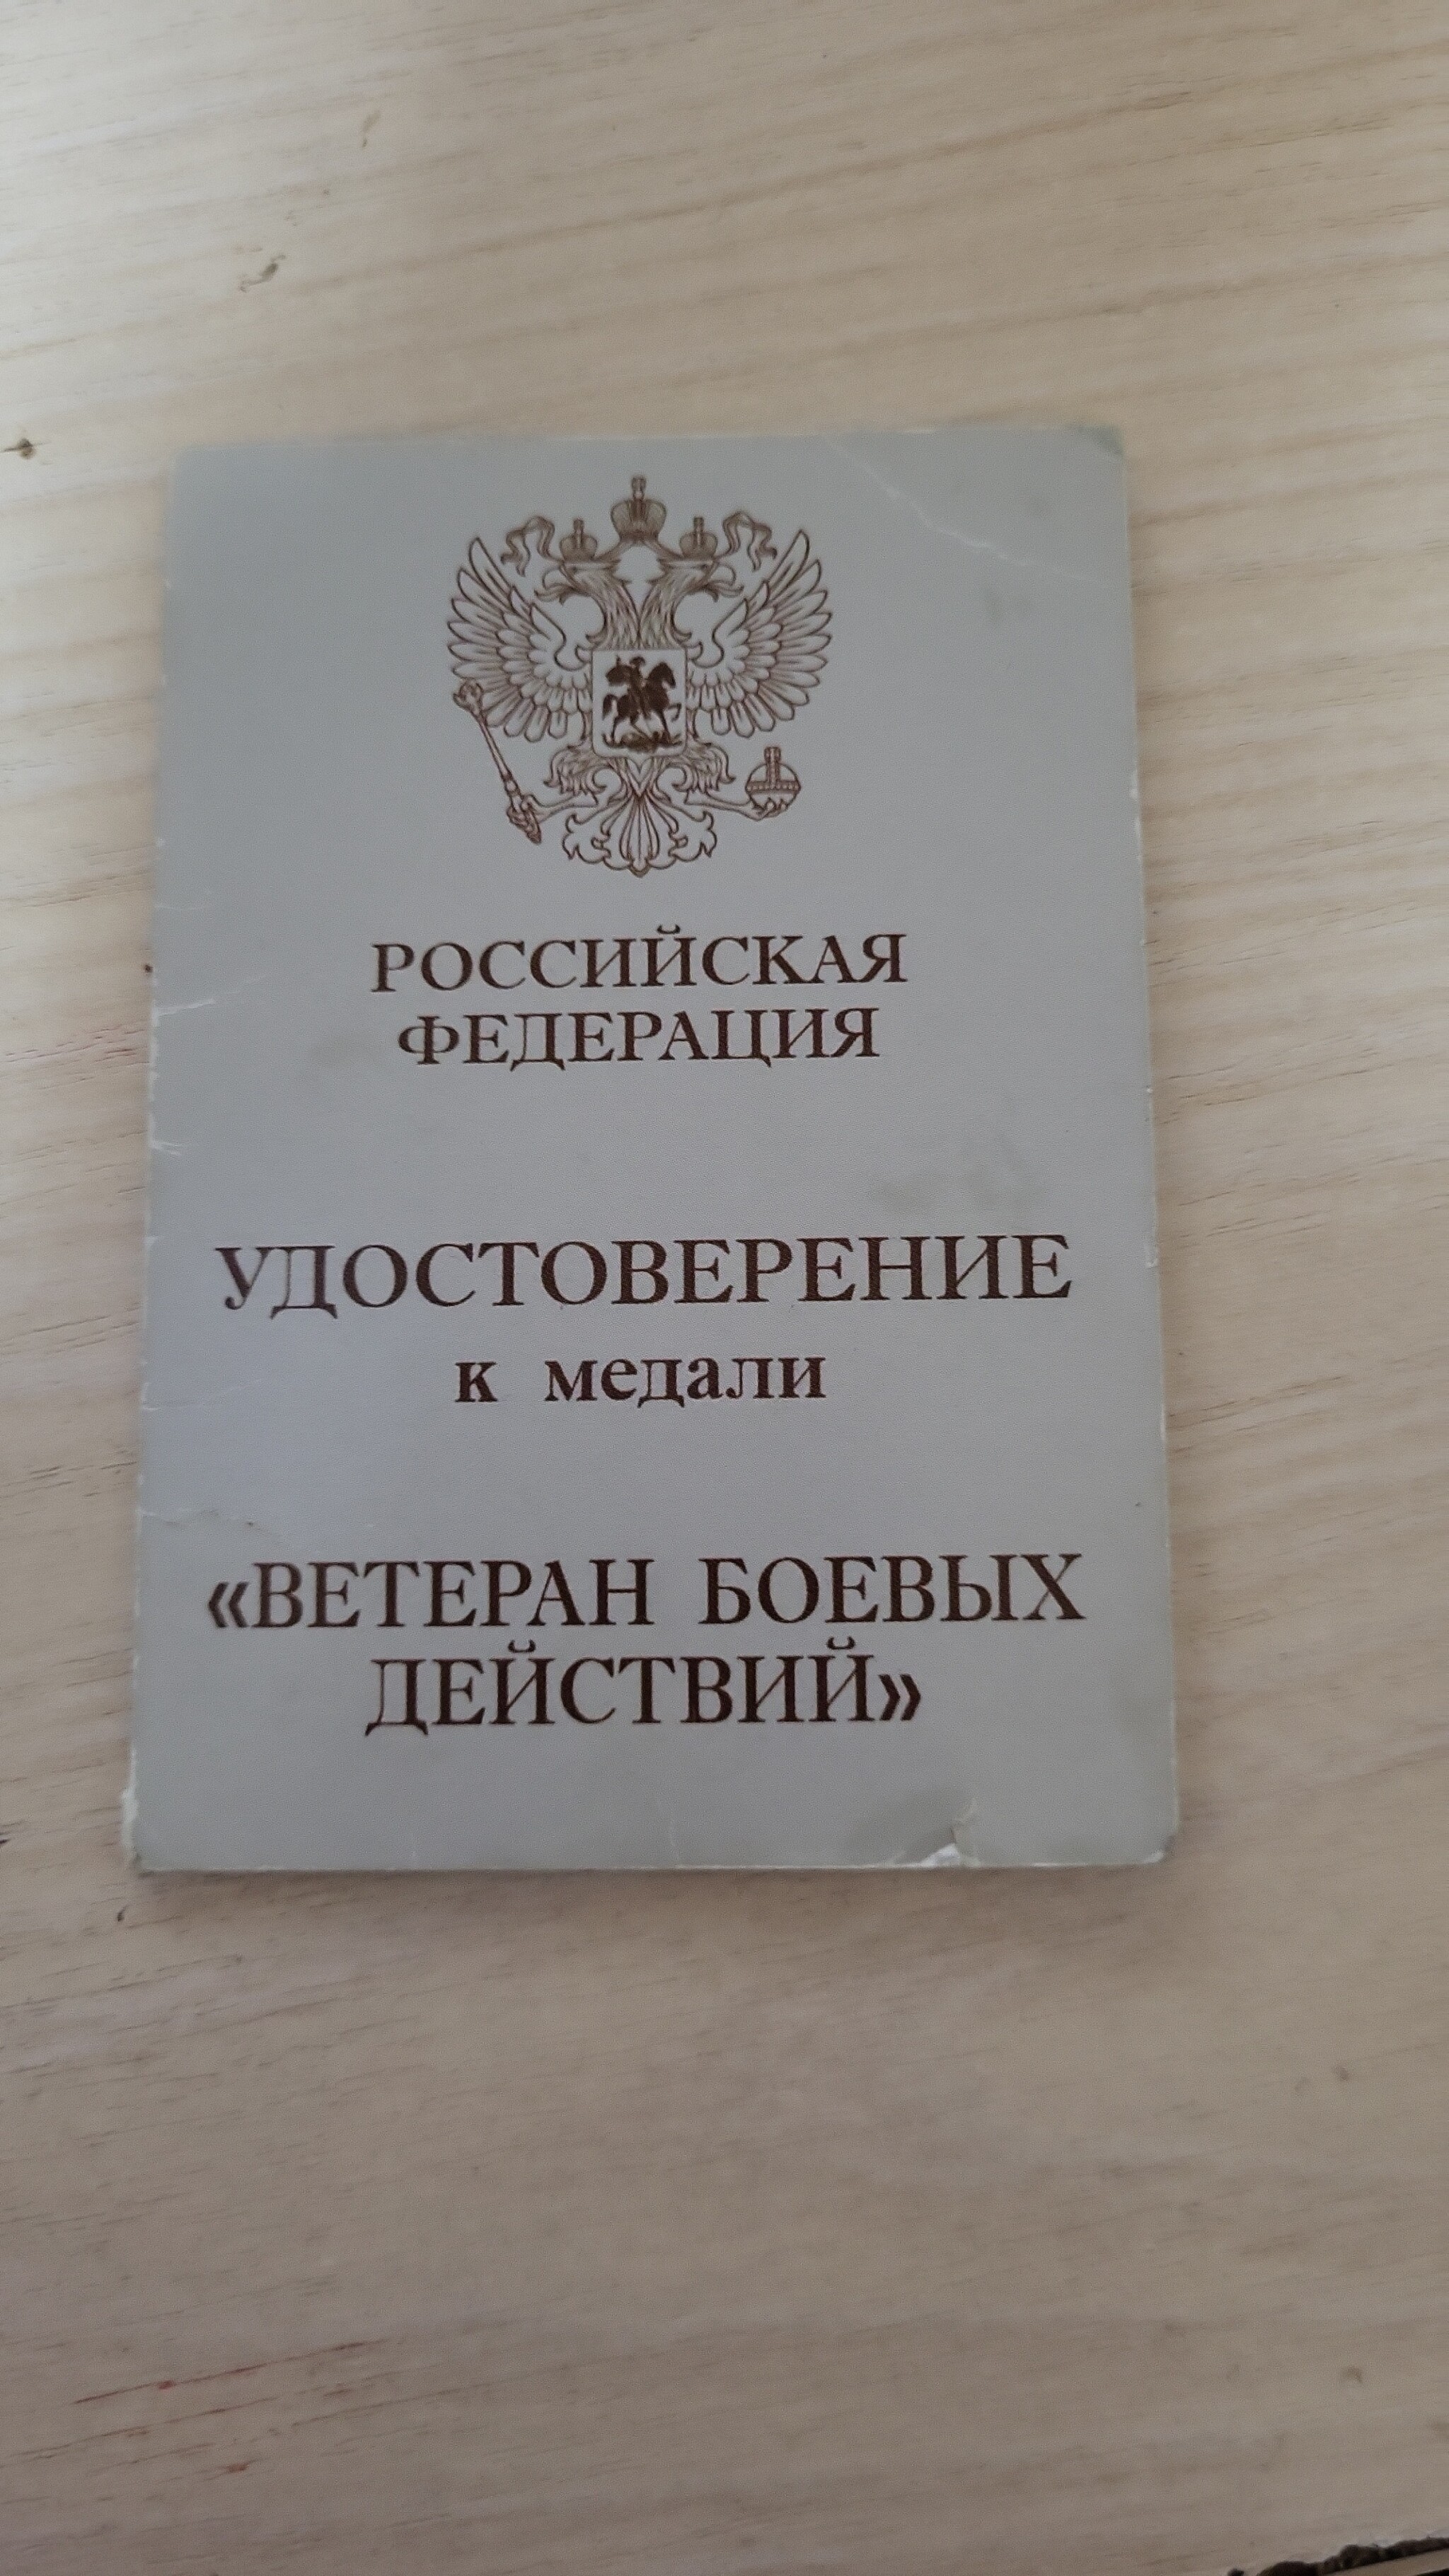 РОССИЙСКАЯ
ФЕДЕРАЦИЯ
УДОСТОВЕРЕНИЕ
к медали
«ВЕТЕРАН БОЕВЫХ
ДЕЙСТВИЙ»